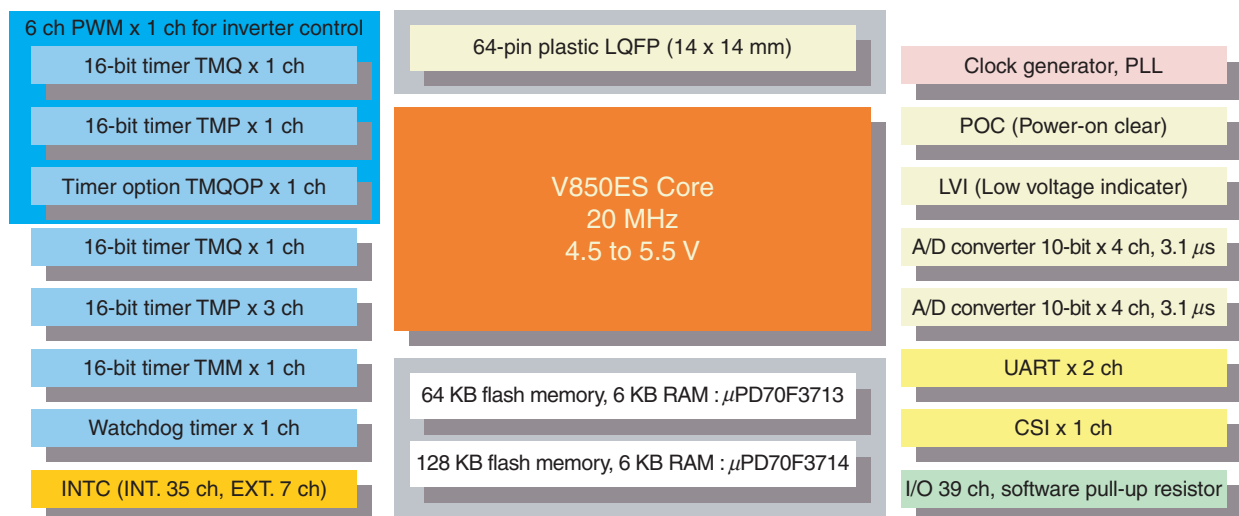 6 ch PWM x 1 ch for inverter control
16-bit timer TMQ x 1 ch
16-bit timer TMP x 1 ch
Timer option TMQOP x 1 ch
16-bit timer TMQ x 1 ch
16-bit timer TMP x 3 ch
16-bit timer TMM x 1 ch
Watchdog timer x 1 ch
INTC (INT. 35 ch, EXT. 7 ch)
64-pin plastic LQFP (14 x 14 mm)
V850ES Core
20 MHz
4.5 to 5.5 V
64 KB flash memory, 6 KB RAM : μPD70F3713
128 KB flash memory, 6 KB RAM : μPD70F3714
Clock generator, PLL
POC (Power-on clear)
LVI (Low voltage indicater)
A/D converter 10-bit x 4 ch, 3.1 μs
A/D converter 10-bit x 4 ch, 3.1 μs
UART x 2 ch
CSI x 1 ch
I/O 39 ch, software pull-up resistor